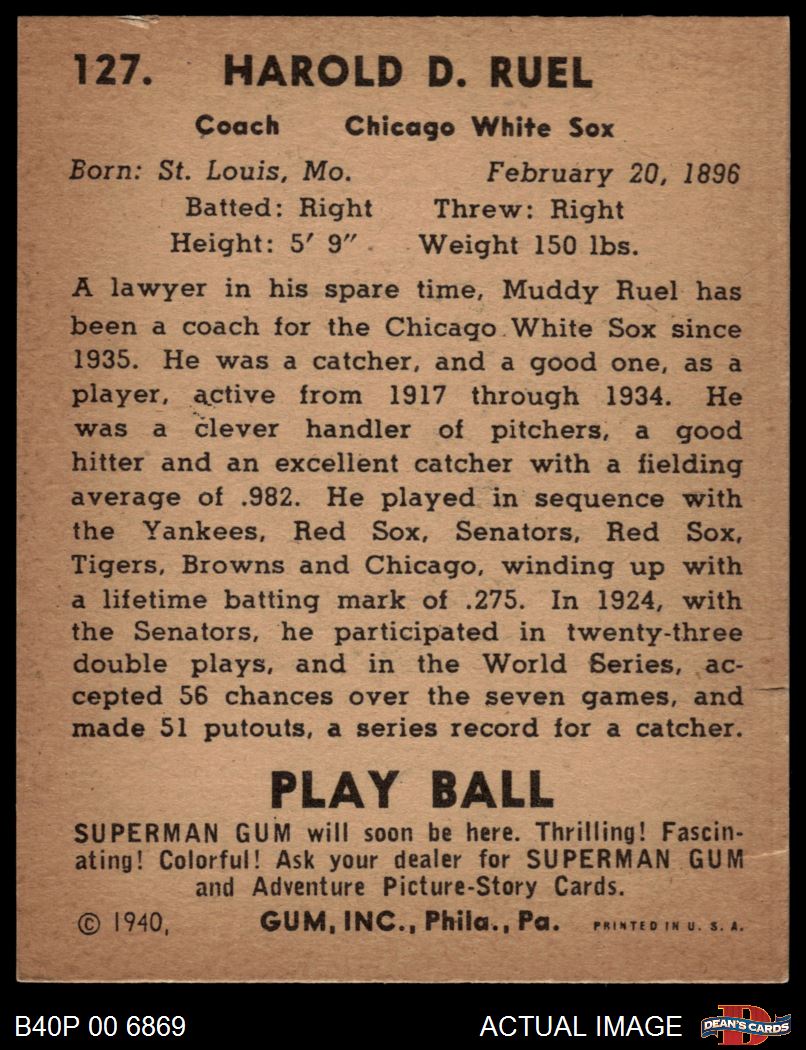 127. HAROLD D. RUEL
Coach Chicago White Sox
Born: St. Louis, Mo. February 20, 1896
Batted: Right Threw: Right
Height: 5′ 9″ Weight 150 lbs.
A lawyer in his spare time, Muddy Ruel has
been a coach for the Chicago White Sox since
1935. He was a catcher, and a good one, as a
player, active from 1917 through 1934. He
was a clever handler of pitchers, a good
hitter and an excellent catcher with a fielding
average of .982. He played in sequence with
the Yankees, Red Sox, Senators, Red Sox,
Tigers, Browns and Chicago, winding up with
a lifetime batting mark of .275. In 1924, with
the Senators, he participated in twenty-three
double plays, and in the World Series, ac-
cepted 56 chances over the seven games, and
made 51 putouts, a series record for a catcher.
PLAY BALL
SUPERMAN GUM will soon be here. Thrilling! Fascin-
ating! Colorful! Ask your dealer for SUPERMAN GUM
and Adventure Picture-Story Cards.
© 1940, GUM, INC., Phila., Pa. PRINTED IN U. S. A.
B40P 00 6869 ACTUAL IMAGE D DEAN'S CARDS